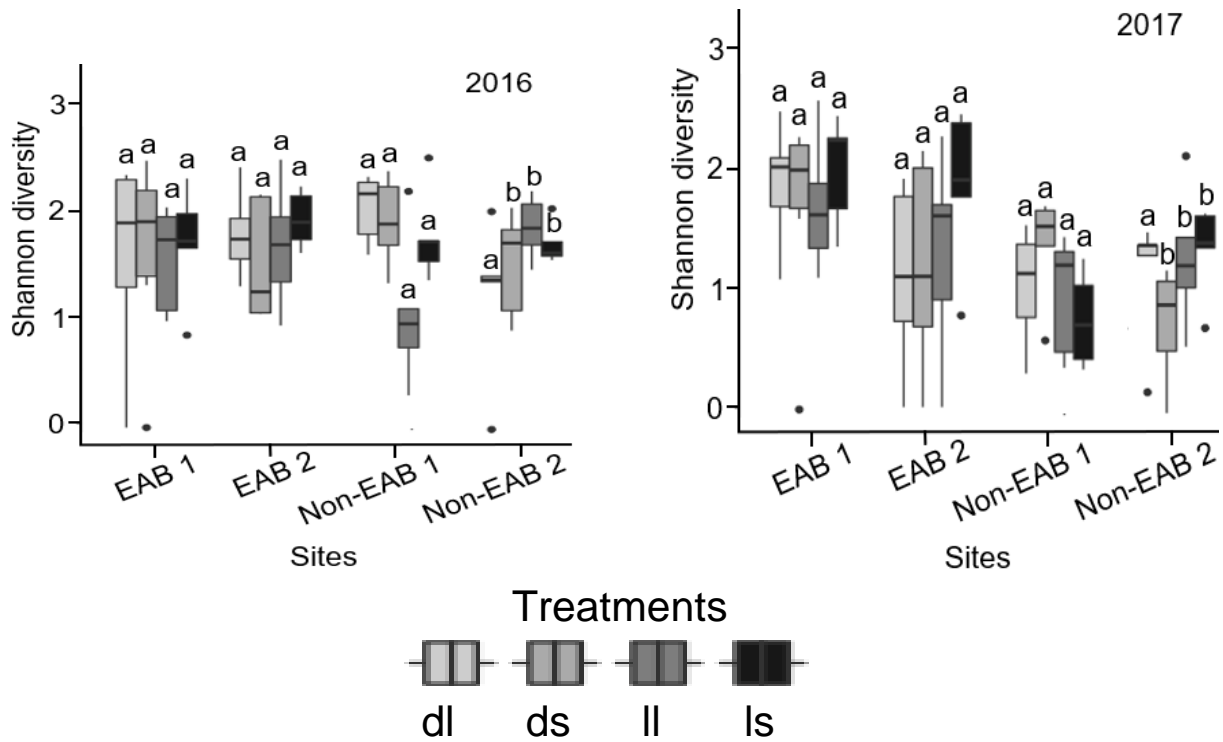 2016
Shannon diversity
3
2
1
0
a a a a
a a a a
a a a a
a b b b
EAB 1 EAB 2 Non-EAB 1 Non-EAB 2
Sites
2017
Shannon diversity
3
2
1
0
a a a a
a a a a
a a a a
a b b b
EAB 1 EAB 2 Non-EAB 1 Non-EAB 2
Sites
Treatments
dl ds ll ls